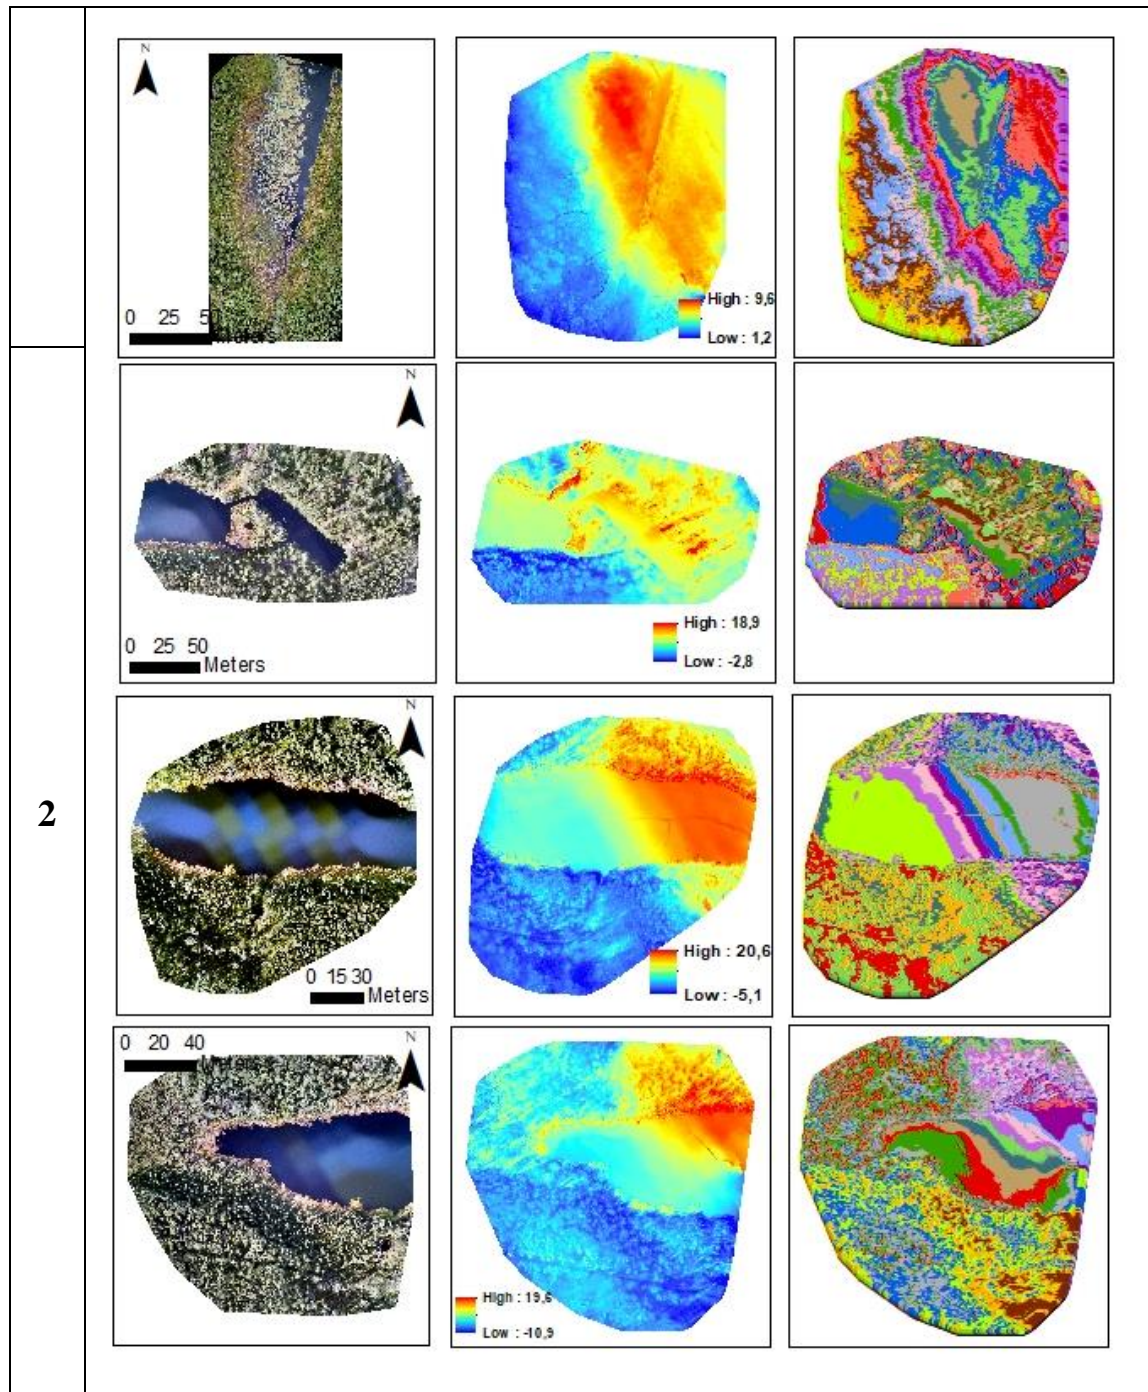 N
0 25 5
Meters
High : 9,6
Low : 1,2
N
0 25 50
Meters
High : 18,9
Low : -2,8
2
N
0 15 30
Meters
High : 20,6
Low : -5,1
0 20 40
N
High : 19,6
Low : -10,9